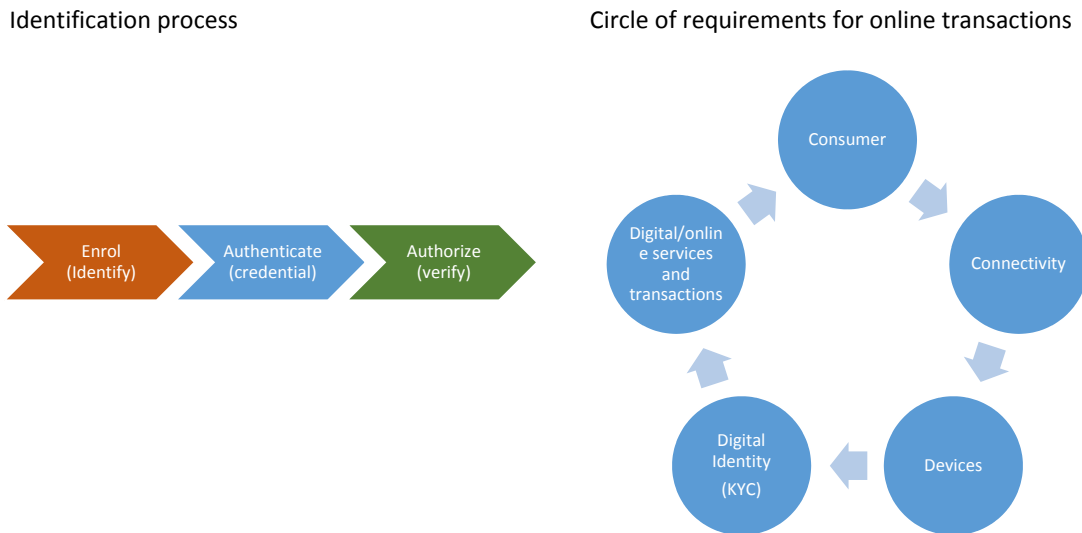 Identification process
Circle of requirements for online transactions
Enrol
(Identify)
Authenticate
(credential)
Authorize
(verify)
Consumer
Connectivity
Devices
Digital
Identity
(KYC)
Digital/onlin
e services
and
transactions